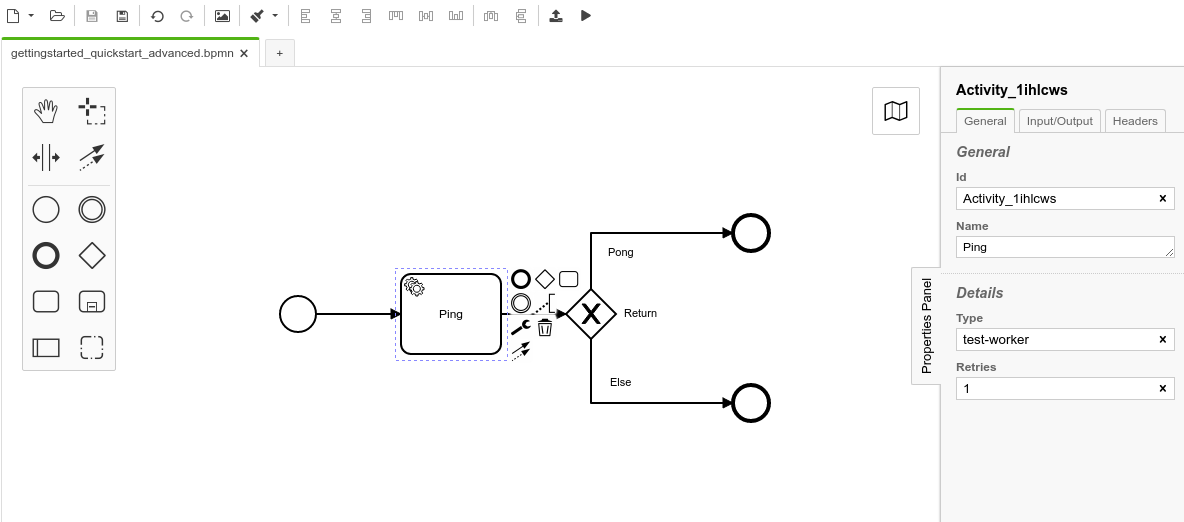 gettingstarted_quickstart_advanced.bpmn
+
Activity_1ihlcws
General
Input/Output
Headers
General
Id
Activity_1ihlcws
Name
Ping
Details
Type
test-worker
Retries
1
Properties Panel
Pong
Ping
Return
Else